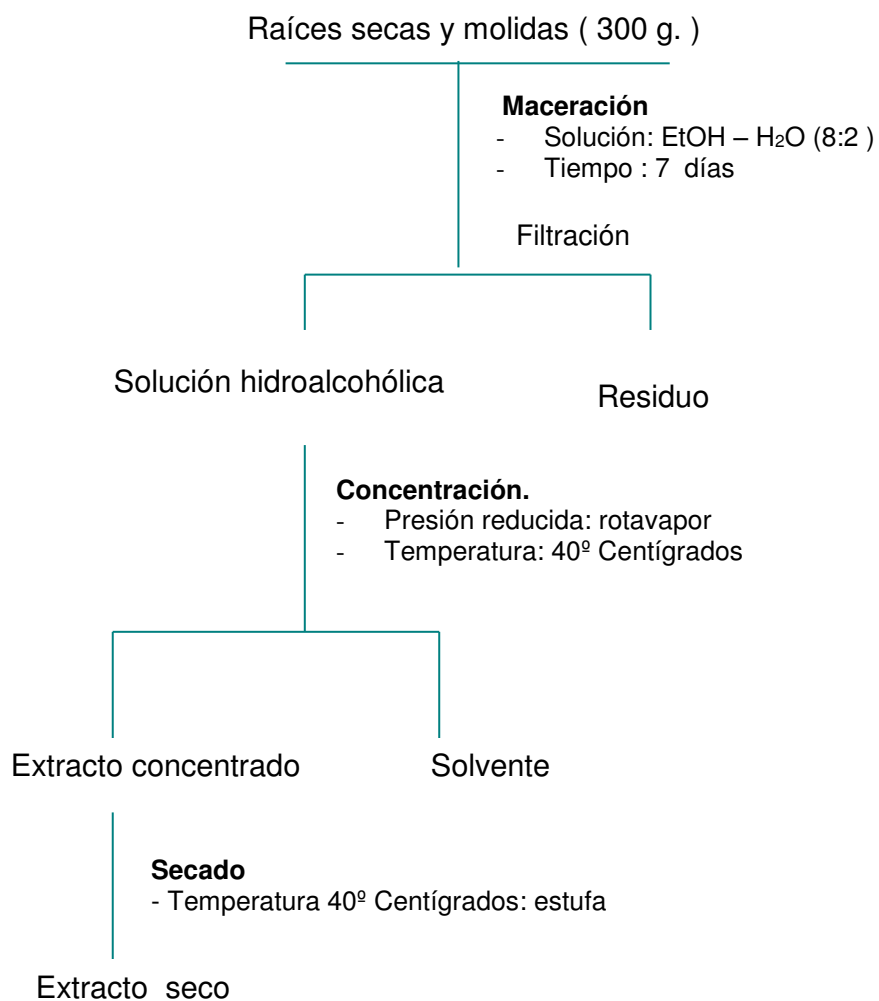 Raíces secas y molidas ( 300 g. )
Maceración
- Solución: EtOH – H₂O (8:2 )
- Tiempo : 7 días
Filtración
Solución hidroalcohólica
Residuo
Concentración.
- Presión reducida: rotavapor
- Temperatura: 40º Centígrados
Extracto concentrado
Solvente
Secado
- Temperatura 40º Centígrados: estufa
Extracto seco